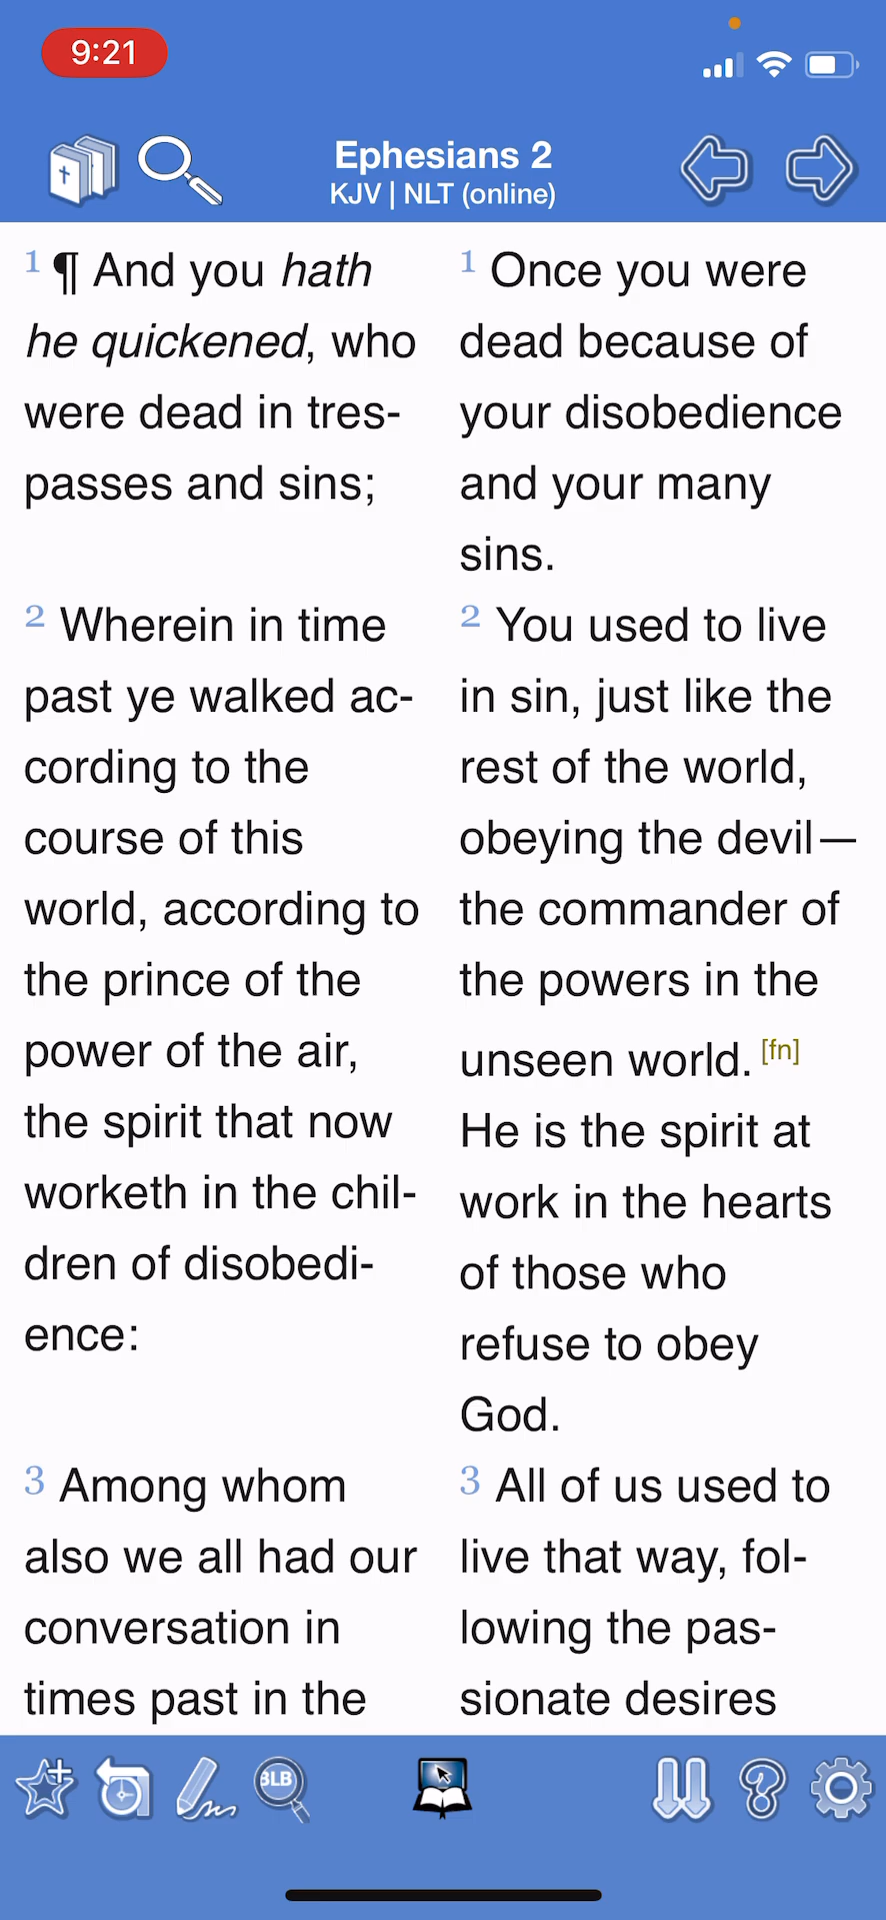 9:21
Ephesians 2
KJV | NLT (online)
1 ¶ And you hath
he quickened, who
were dead in tres-
passes and sins;
1 Once you were
dead because of
your disobedience
and your many
sins.
2 Wherein in time
past ye walked ac-
cording to the
course of this
world, according to
the prince of the
power of the air,
the spirit that now
worketh in the chil-
dren of disobedi-
ence:
2 You used to live
in sin, just like the
rest of the world,
obeying the devil—
the commander of
the powers in the
unseen world. [fn]
He is the spirit at
work in the hearts
of those who
refuse to obey
God.
3 Among whom
also we all had our
conversation in
times past in the
3 All of us used to
live that way, fol-
lowing the pas-
sionate desires
BLB